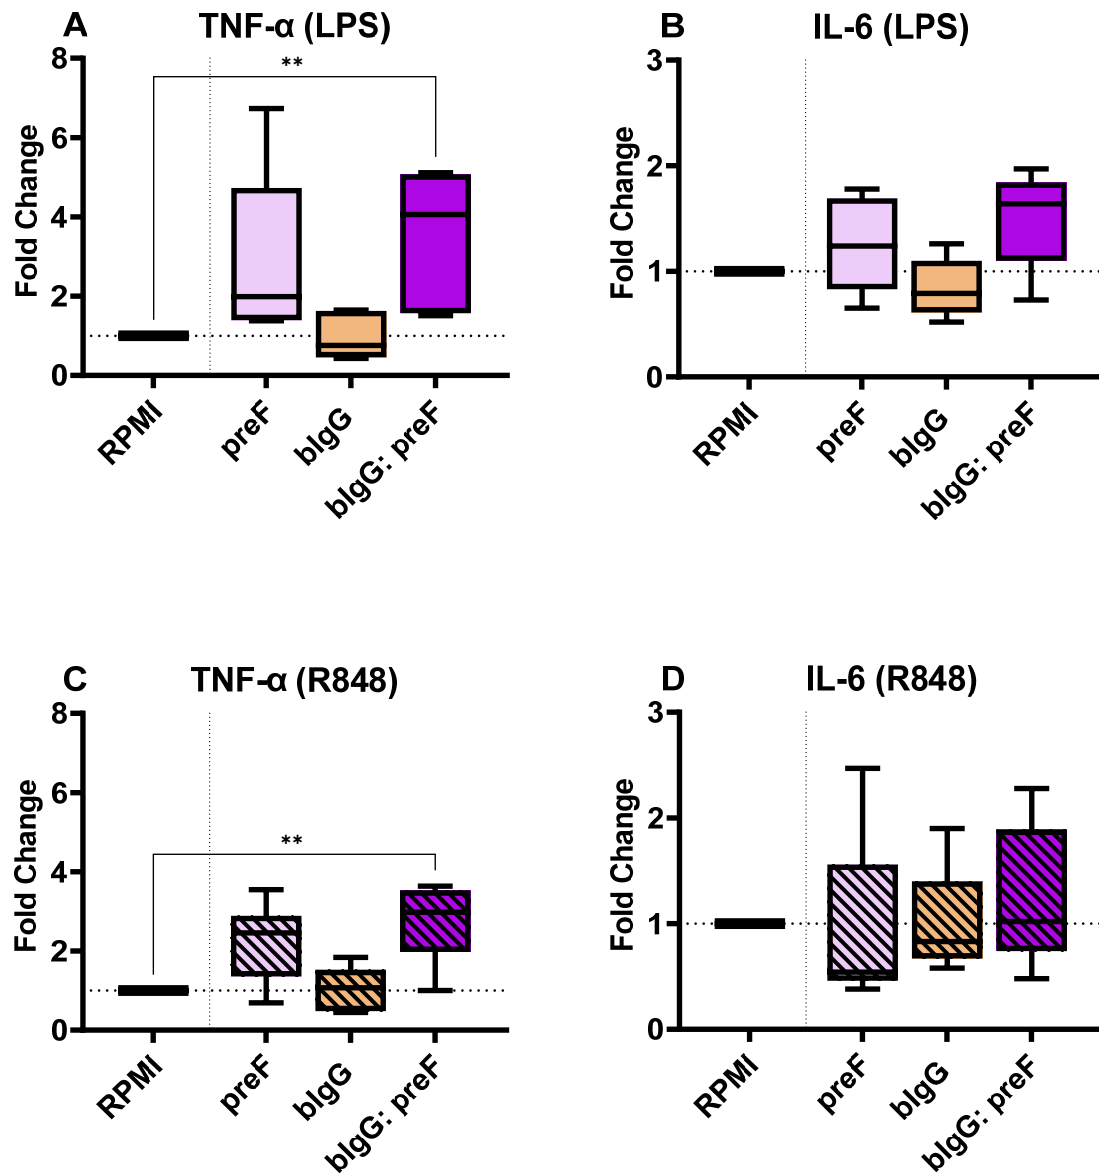 A
TNF-α (LPS)
Fold Change
8
6
4
2
0
**
RPMI
preF
bIgG
bIgG: preF
B
IL-6 (LPS)
Fold Change
3
2
1
0
RPMI
preF
bIgG
bIgG: preF
C
TNF-α (R848)
Fold Change
8
6
4
2
0
**
RPMI
preF
bIgG
bIgG: preF
D
IL-6 (R848)
Fold Change
3
2
1
0
RPMI
preF
bIgG
bIgG: preF